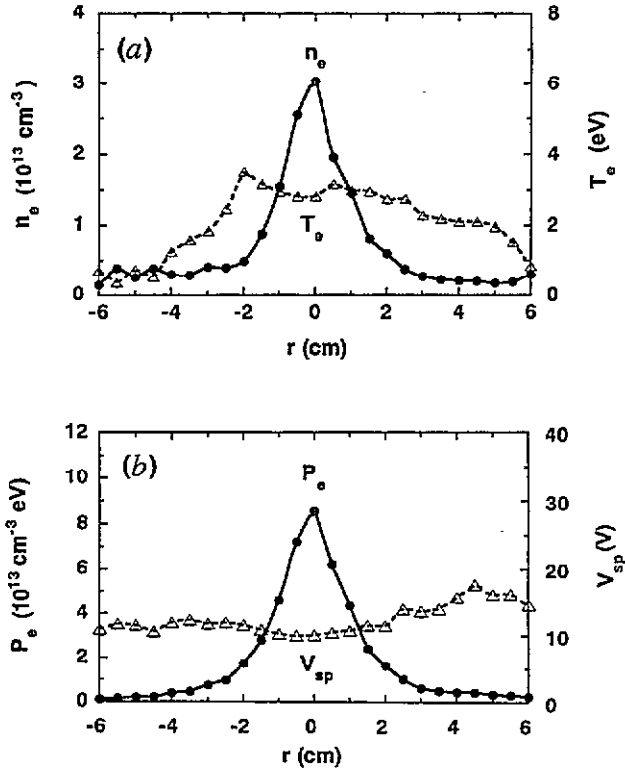 (a)
n_e
T_e
n_e (10^13 cm^-3)
T_e (eV)
4
3
2
1
0
8
6
4
2
0
-6 -4 -2 0 2 4 6
r (cm)
(b)
P_e
V_sp
P_e (10^13 cm^-3 eV)
V_sp (V)
12
10
8
6
4
2
0
40
30
20
10
0
-6 -4 -2 0 2 4 6
r (cm)